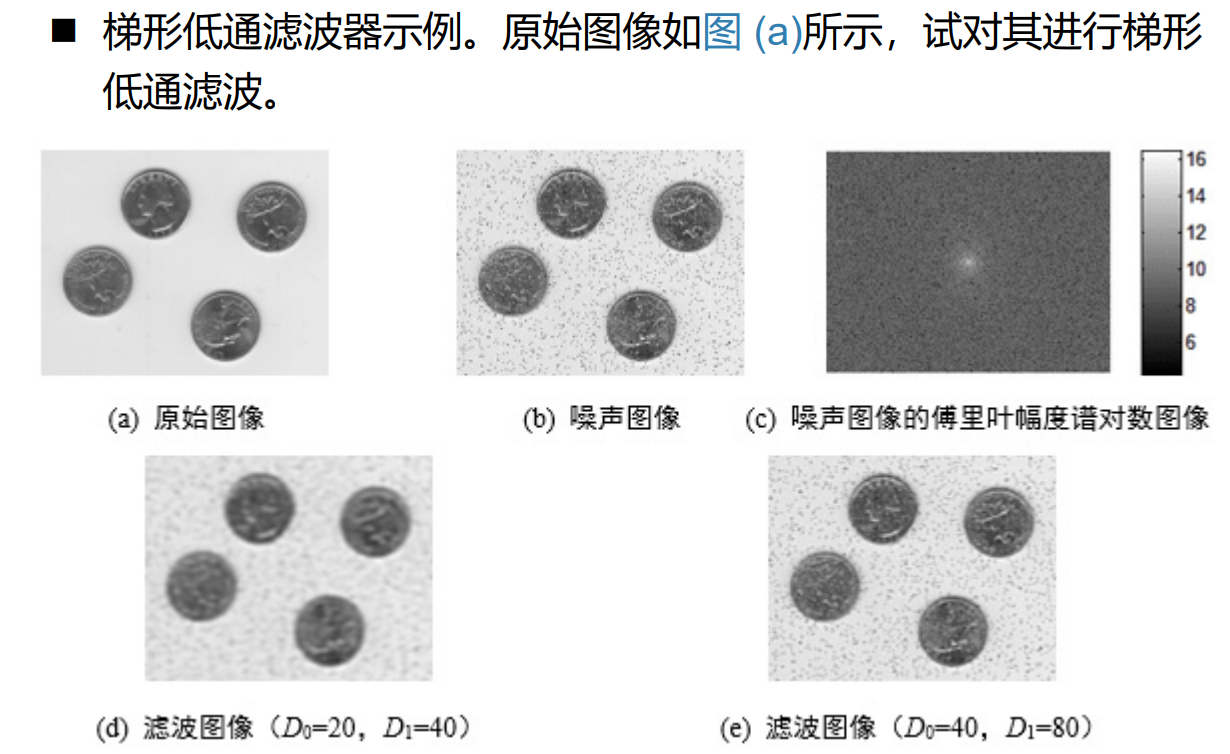 ■ 梯形低通滤波器示例。原始图像如图 (a)所示，试对其进行梯形
低通滤波。
16
14
12
10
8
6
(a) 原始图像
(b) 噪声图像
(c) 噪声图像的傅里叶幅度谱对数图像
(d) 滤波图像（D0=20，D1=40）
(e) 滤波图像（D0=40，D1=80）